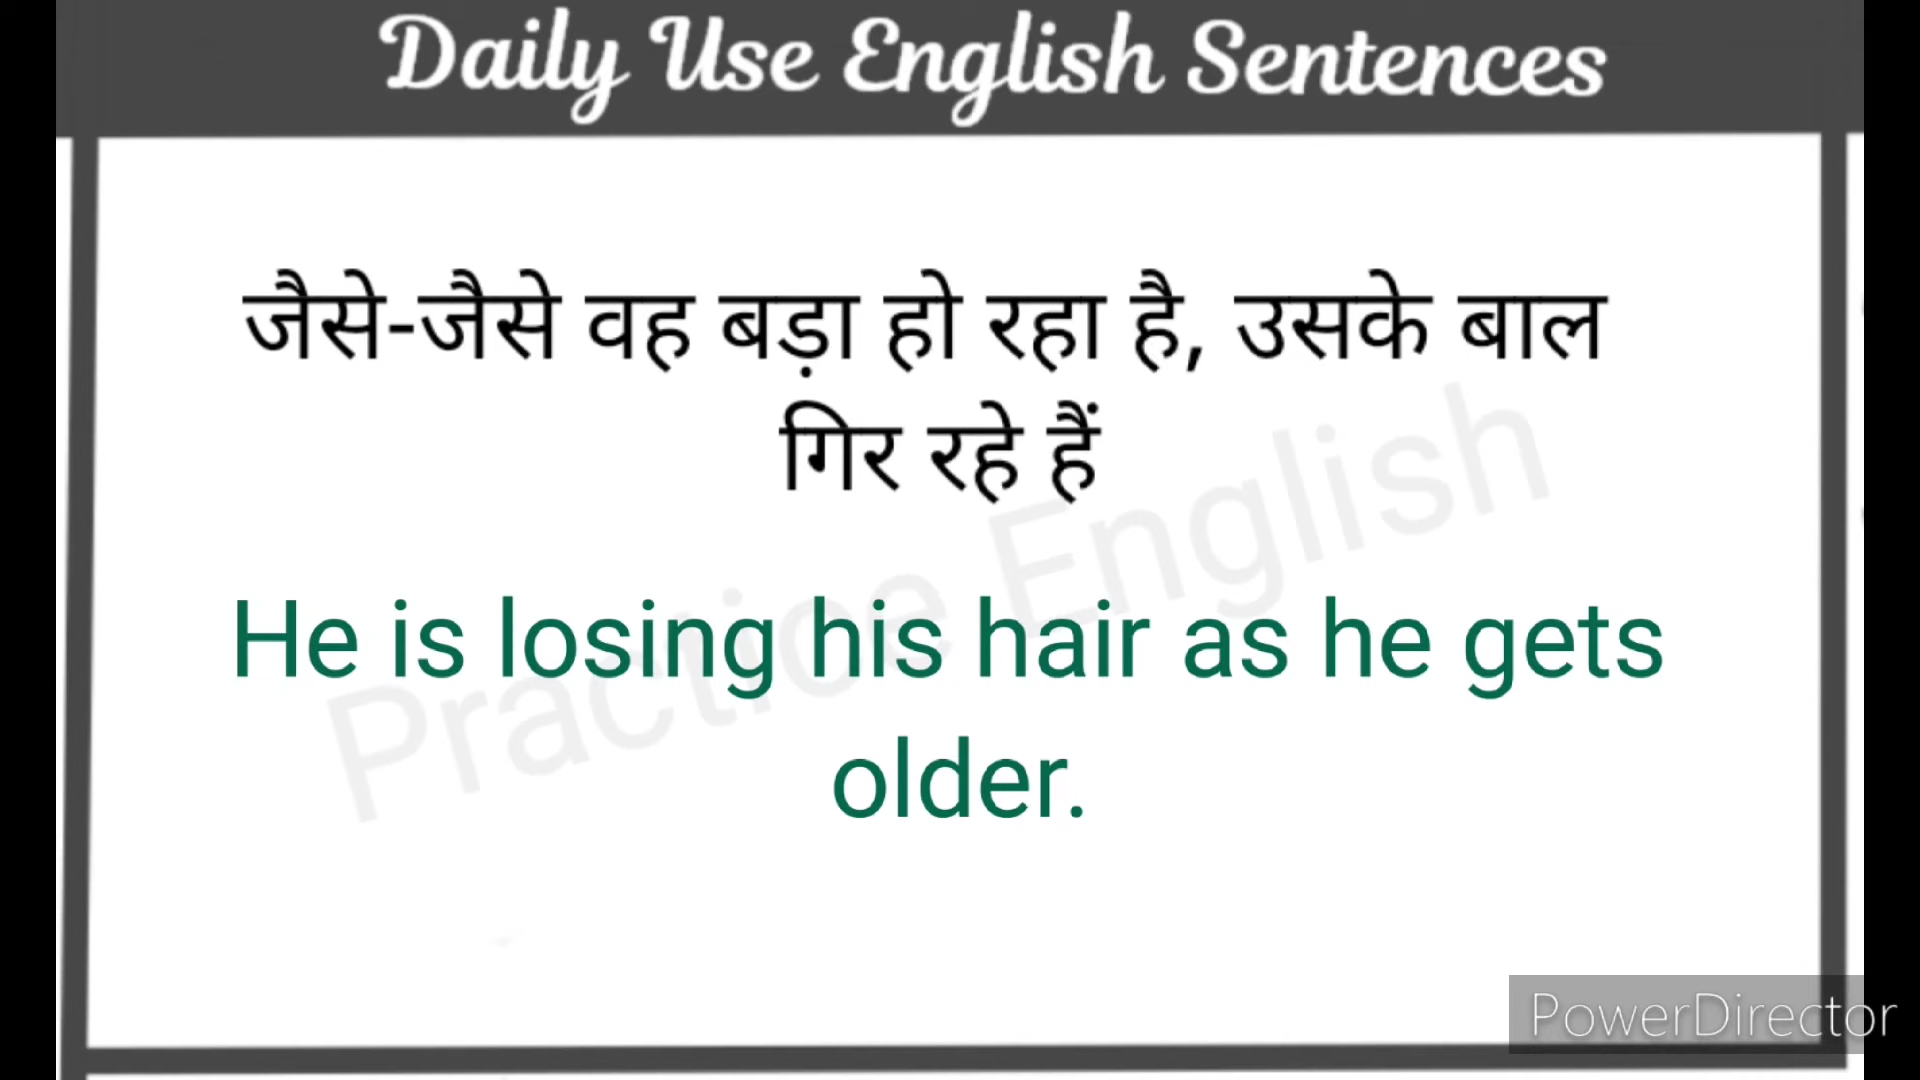 Daily Use English Sentences
जैसे-जैसे वह बड़ा हो रहा है, उसके बाल
गिर रहे हैं
Practice English
He is losing his hair as he gets
older.
PowerDirector